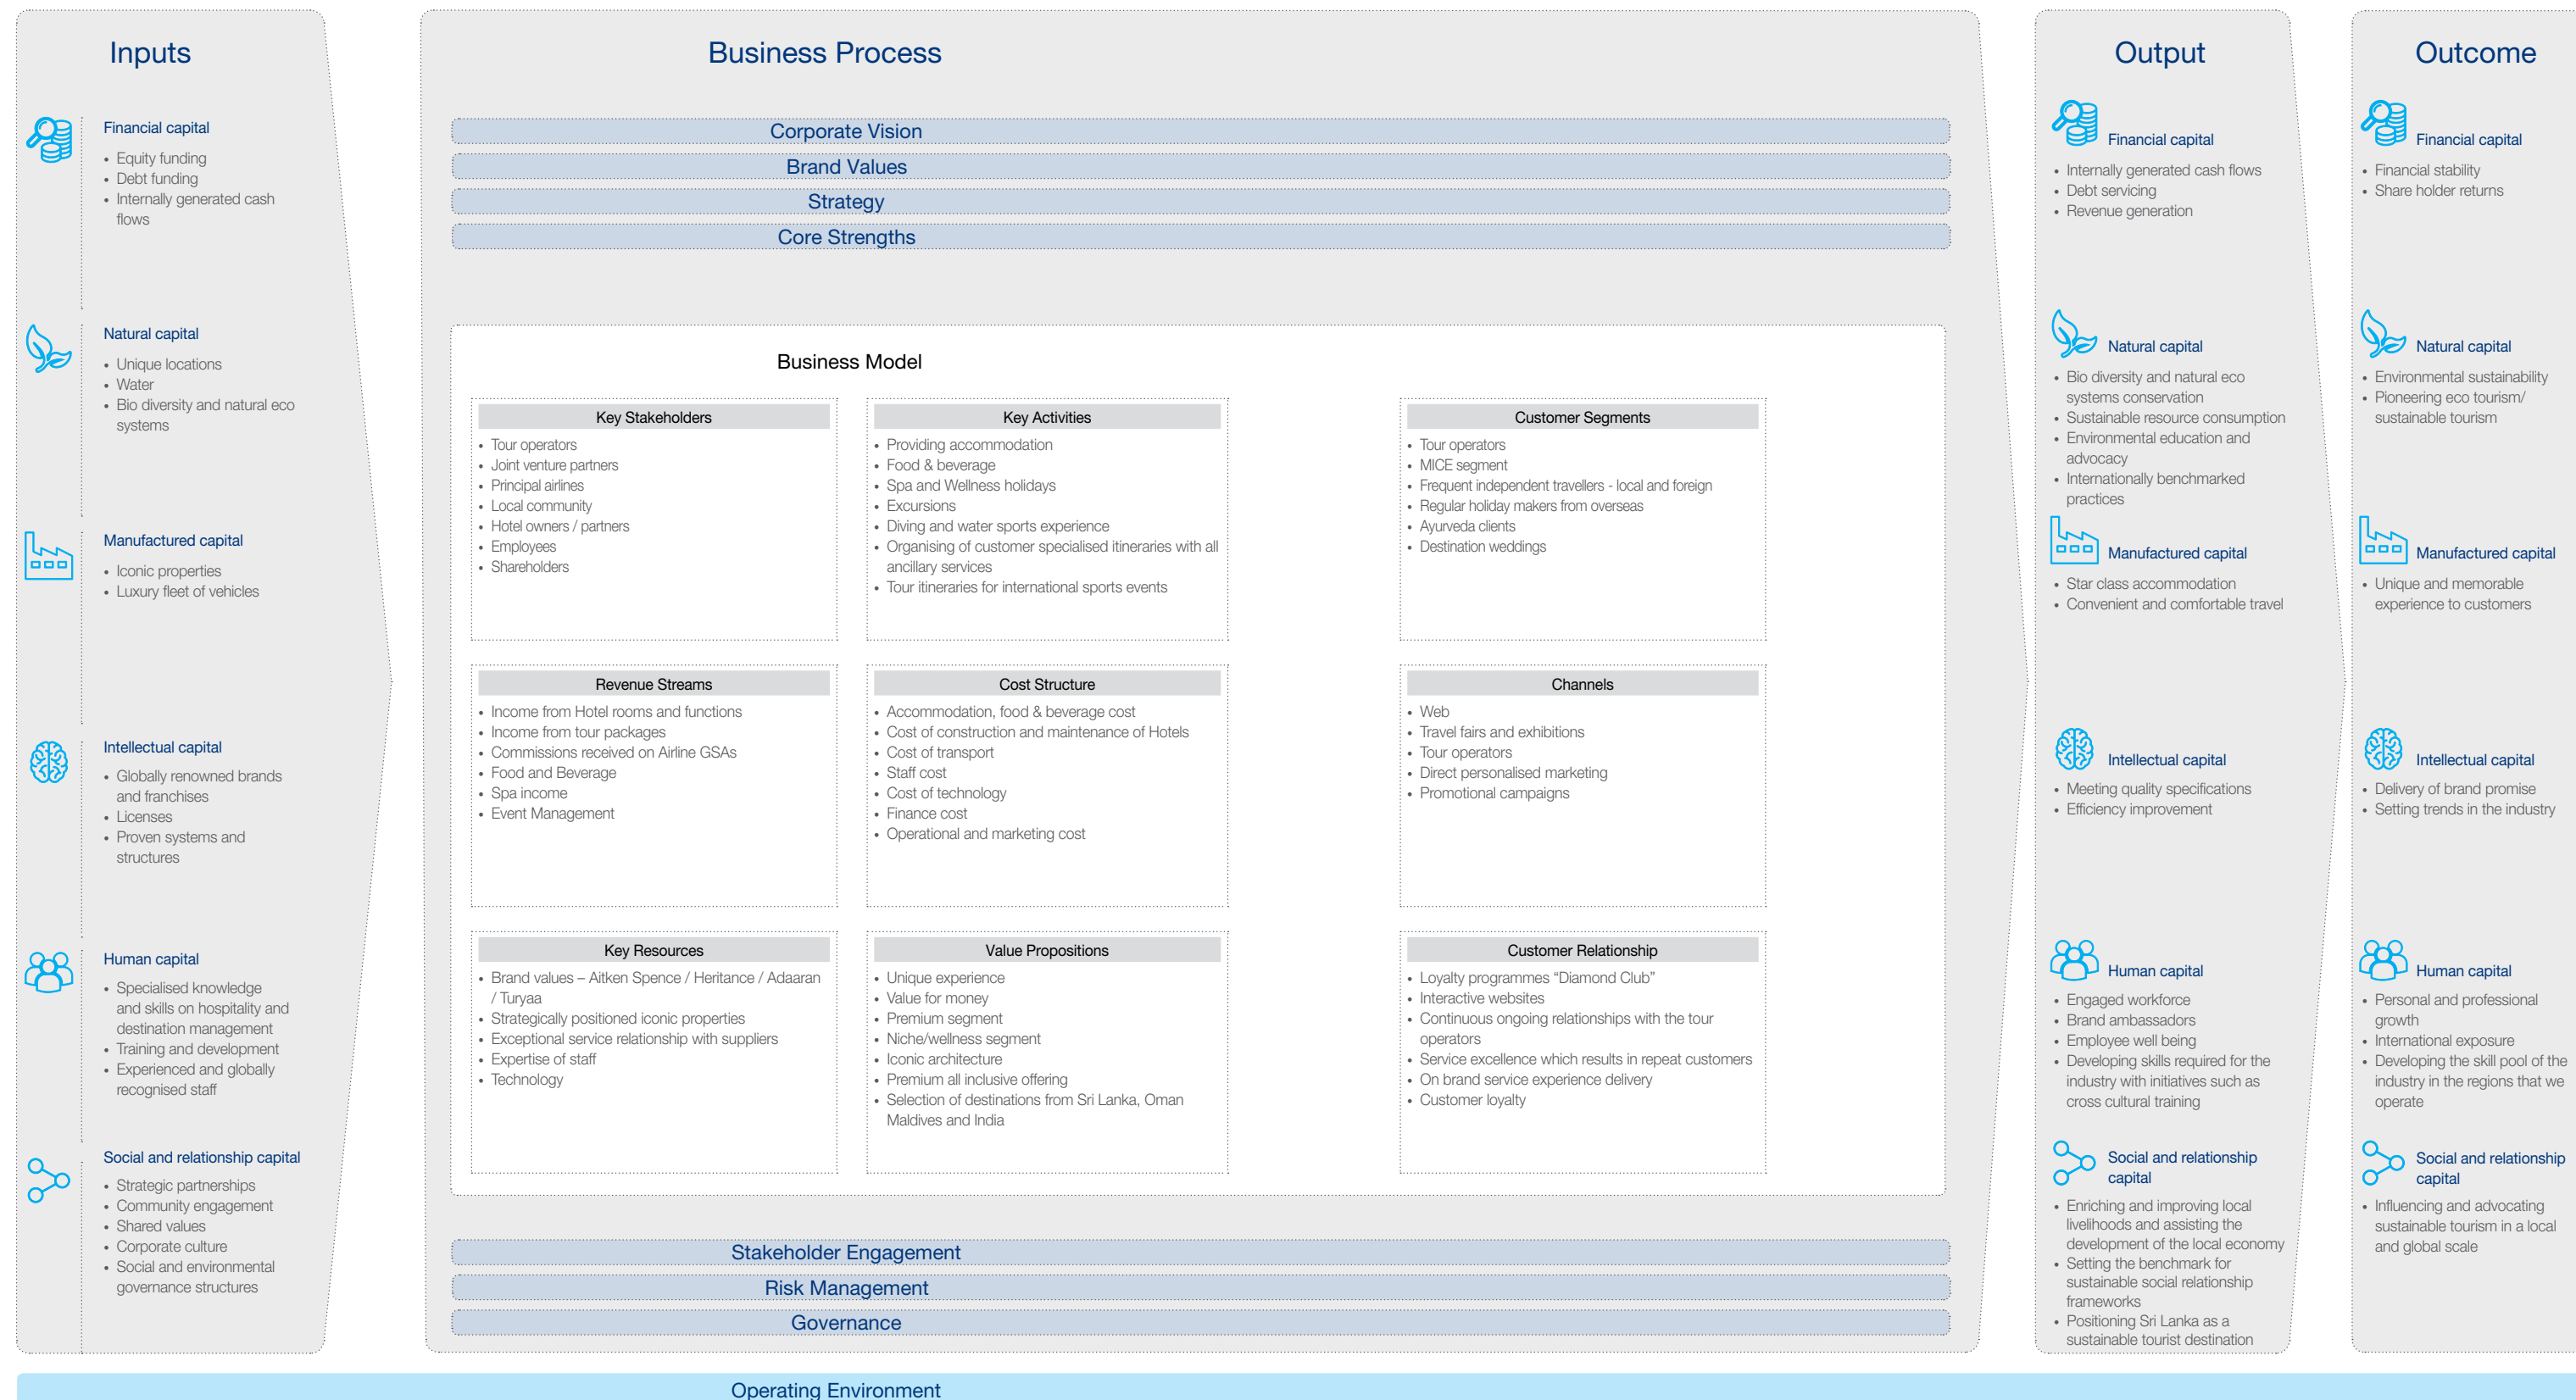 Inputs
Financial capital
• Equity funding
• Debt funding
• Internally generated cash
flows
Natural capital
• Unique locations
• Water
• Bio diversity and natural eco
systems
Manufactured capital
• Iconic properties
• Luxury fleet of vehicles
Intellectual capital
• Globally renowned brands
and franchises
• Licenses
• Proven systems and
structures
Human capital
• Specialised knowledge
and skills on hospitality and
destination management
• Training and development
• Experienced and globally
recognised staff
Social and relationship capital
• Strategic partnerships
• Community engagement
• Shared values
• Corporate culture
• Social and environmental
governance structures
Business Process
Corporate Vision
Brand Values
Strategy
Core Strengths
Business Model
Key Stakeholders
• Tour operators
• Joint venture partners
• Principal airlines
• Local community
• Hotel owners / partners
• Employees
• Shareholders
Key Activities
• Providing accommodation
• Food & beverage
• Spa and Wellness holidays
• Excursions
• Diving and water sports experience
• Organising of customer specialised itineraries with all
ancillary services
• Tour itineraries for international sports events
Customer Segments
• Tour operators
• MICE segment
• Frequent independent travellers - local and foreign
• Regular holiday makers from overseas
• Ayurveda clients
• Destination weddings
Revenue Streams
• Income from Hotel rooms and functions
• Income from tour packages
• Commissions received on Airline GSAs
• Food and Beverage
• Spa income
• Event Management
Cost Structure
• Accommodation, food & beverage cost
• Cost of construction and maintenance of Hotels
• Cost of transport
• Staff cost
• Cost of technology
• Finance cost
• Operational and marketing cost
Channels
• Web
• Travel fairs and exhibitions
• Tour operators
• Direct personalised marketing
• Promotional campaigns
Key Resources
• Brand values – Aitken Spence / Heritance / Adaaran
/ Turyaa
• Strategically positioned iconic properties
• Exceptional service relationship with suppliers
• Expertise of staff
• Technology
Value Propositions
• Unique experience
• Value for money
• Premium segment
• Niche/wellness segment
• Iconic architecture
• Premium all inclusive offering
• Selection of destinations from Sri Lanka, Oman
Maldives and India
Customer Relationship
• Loyalty programmes “Diamond Club”
• Interactive websites
• Continuous ongoing relationships with the tour
operators
• Service excellence which results in repeat customers
• On brand service experience delivery
• Customer loyalty
Stakeholder Engagement
Risk Management
Governance
Output
Financial capital
• Internally generated cash flows
• Debt servicing
• Revenue generation
Natural capital
• Bio diversity and natural eco
systems conservation
• Sustainable resource consumption
• Environmental education and
advocacy
• Internationally benchmarked
practices
Manufactured capital
• Star class accommodation
• Convenient and comfortable travel
Intellectual capital
• Meeting quality specifications
• Efficiency improvement
Human capital
• Engaged workforce
• Brand ambassadors
• Employee well being
• Developing skills required for the
industry with initiatives such as
cross cultural training
Social and relationship
capital
• Enriching and improving local
livelihoods and assisting the
development of the local economy
• Setting the benchmark for
sustainable social relationship
frameworks
• Positioning Sri Lanka as a
sustainable tourist destination
Outcome
Financial capital
• Financial stability
• Share holder returns
Natural capital
• Environmental sustainability
• Pioneering eco tourism/
sustainable tourism
Manufactured capital
• Unique and memorable
experience to customers
Intellectual capital
• Delivery of brand promise
• Setting trends in the industry
Human capital
• Personal and professional
growth
• International exposure
• Developing the skill pool of the
industry in the regions that we
operate
Social and relationship
capital
• Influencing and advocating
sustainable tourism in a local
and global scale
Operating Environment